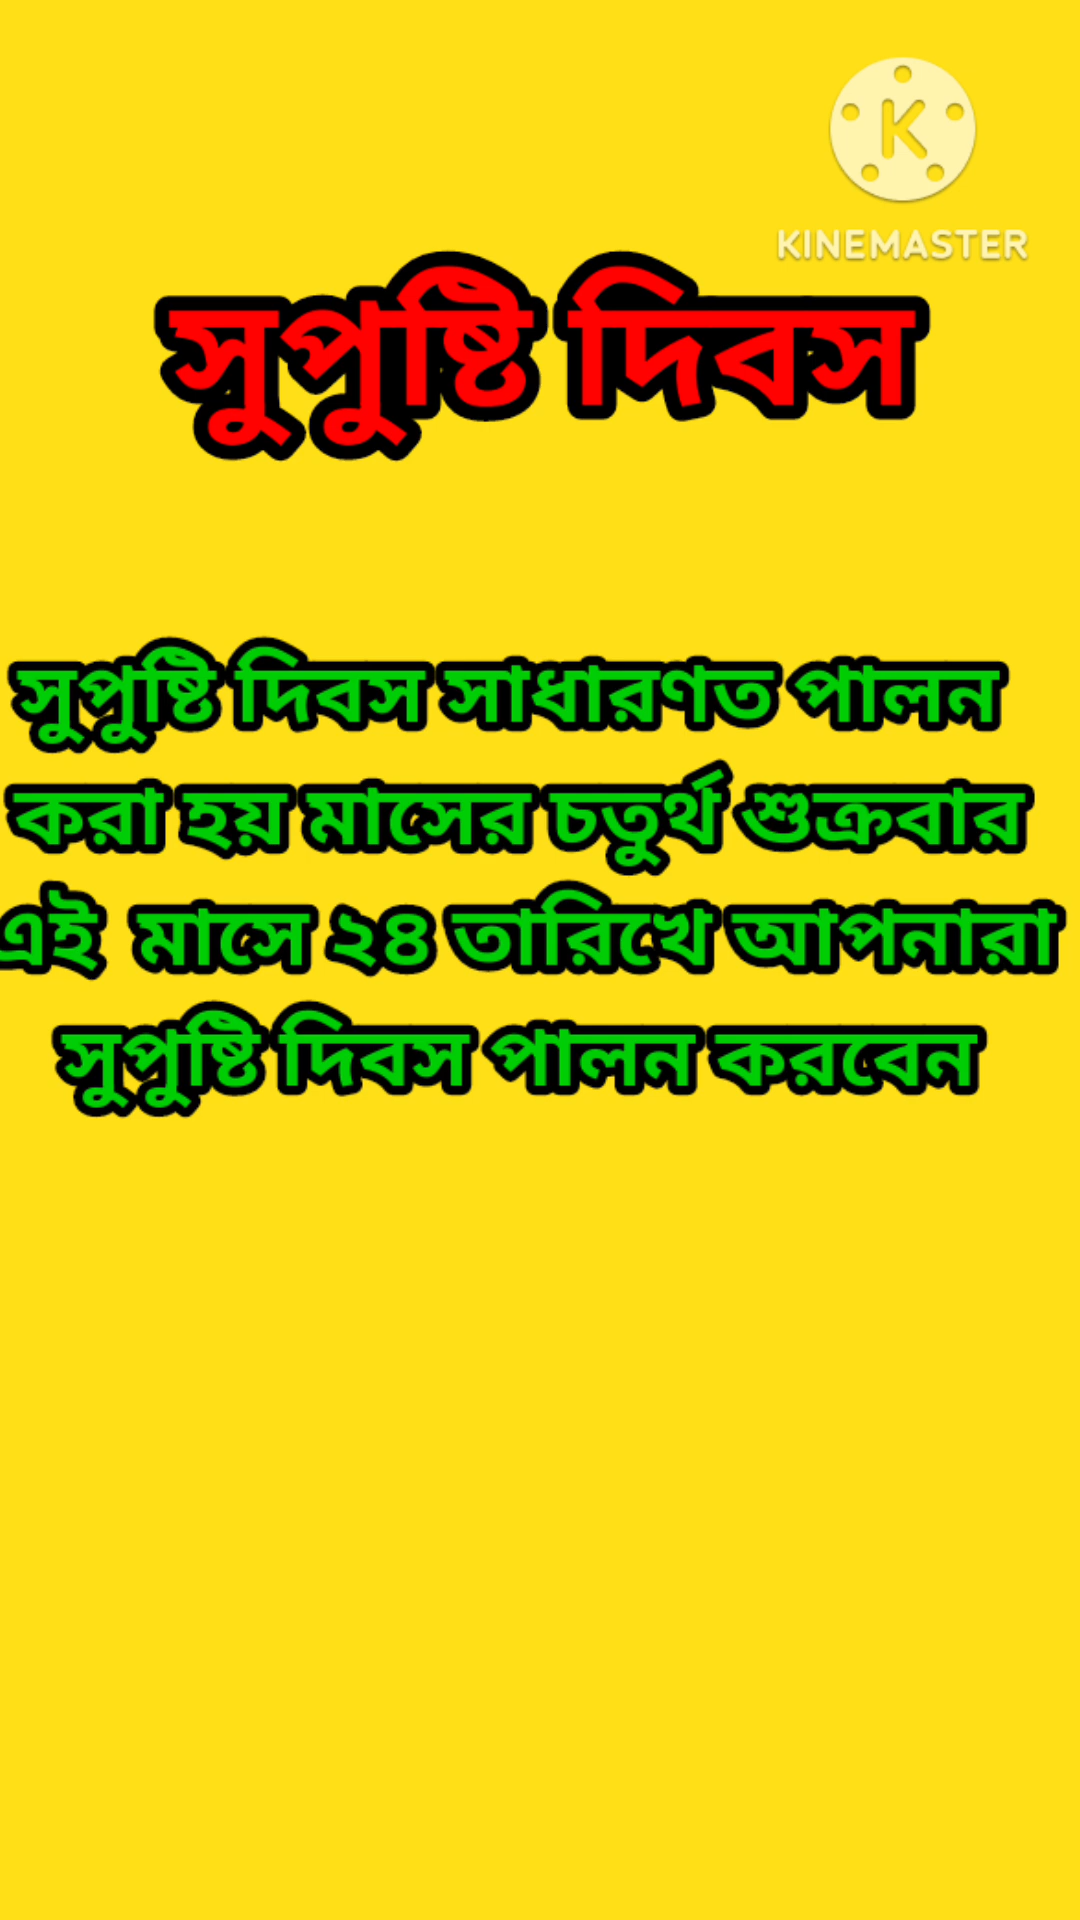 KINEMASTER
সুপুষ্টি দিবস
সুপুষ্টি দিবস সাধারণত পালন
করা হয় মাসের চতুর্থ শুক্রবার
এই মাসে ২৪ তারিখে আপনারা
সুপুষ্টি দিবস পালন করবেন